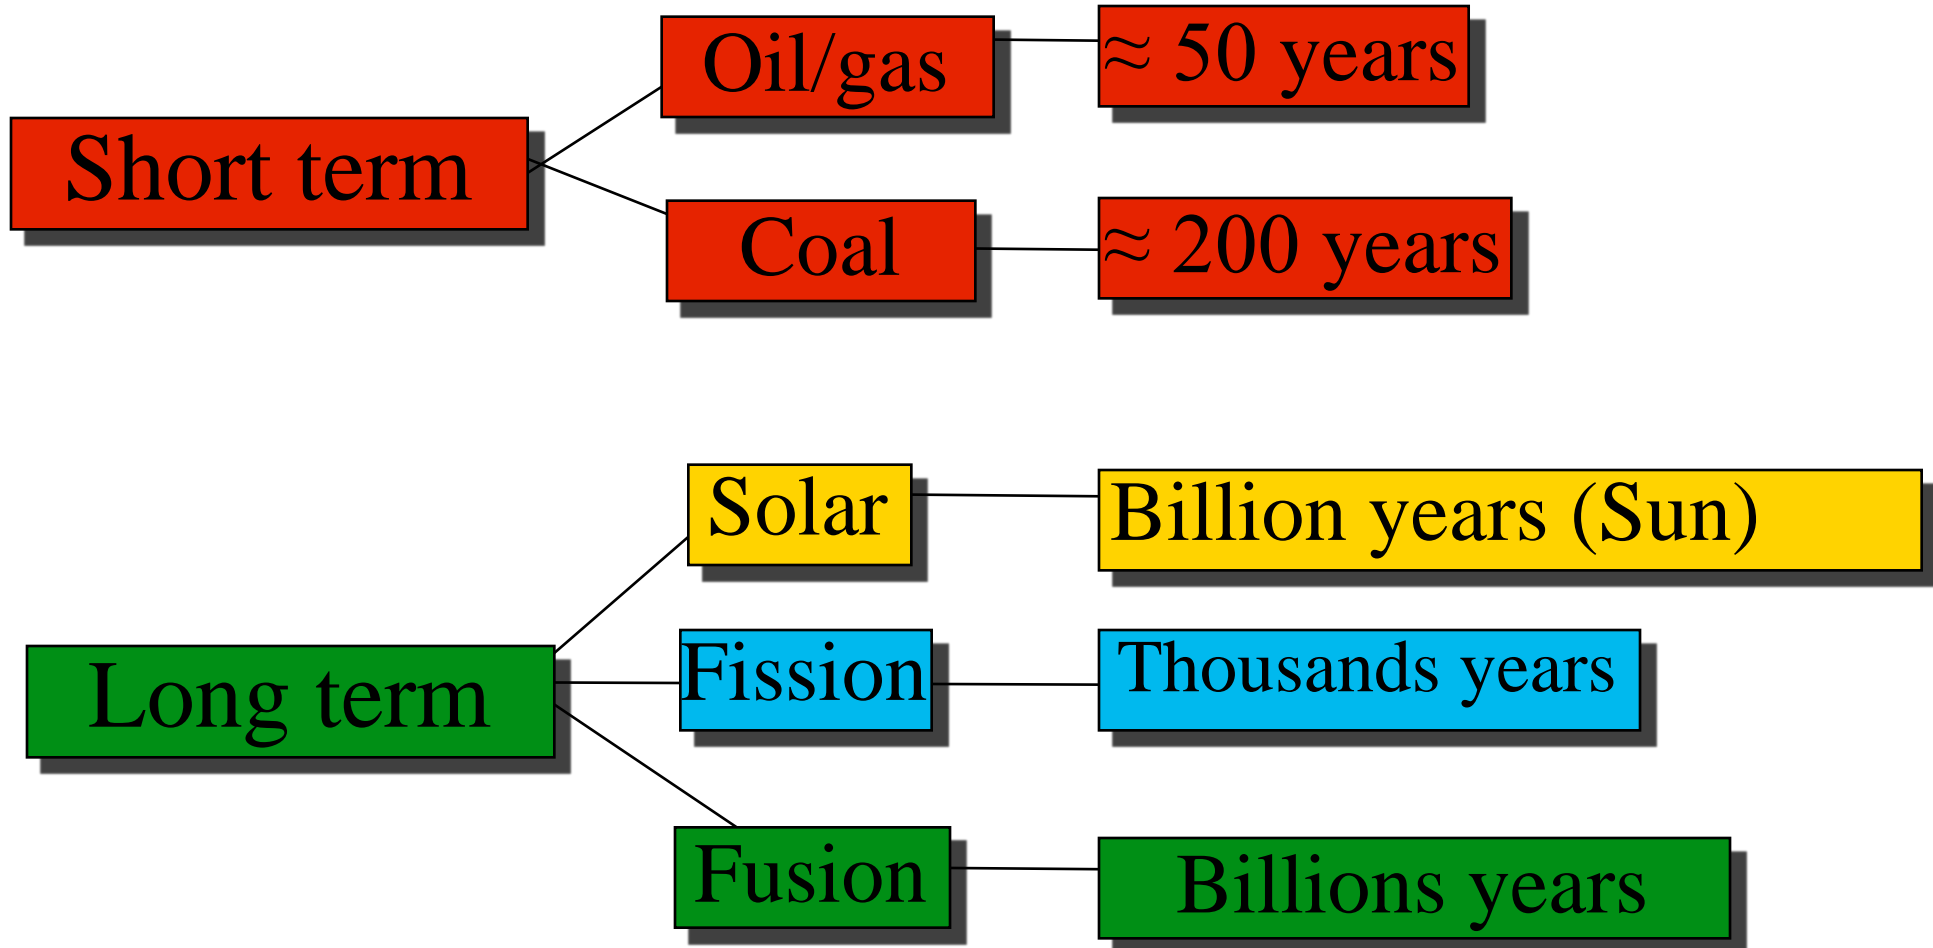 Short term
Oil/gas
≈ 50 years
Coal
≈ 200 years
Long term
Solar
Billion years (Sun)
Fission
Thousands years
Fusion
Billions years